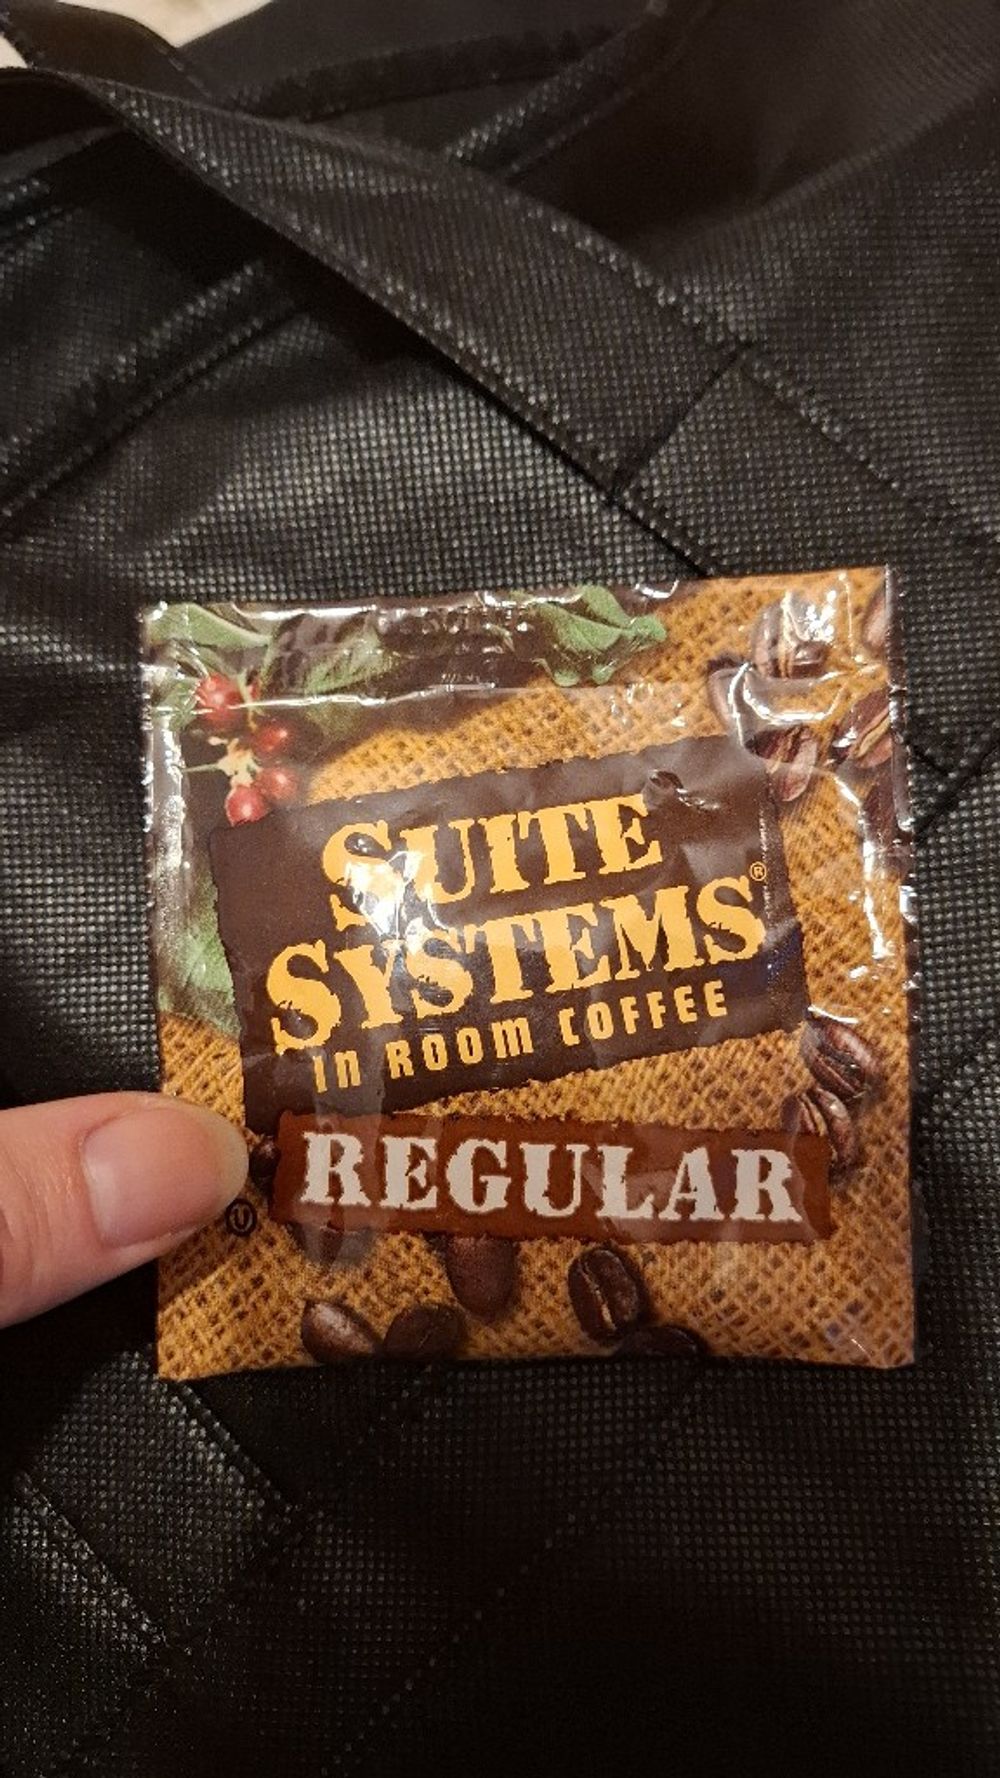 SUITE
SYSTEMS®
IN ROOM COFFEE
REGULAR
U